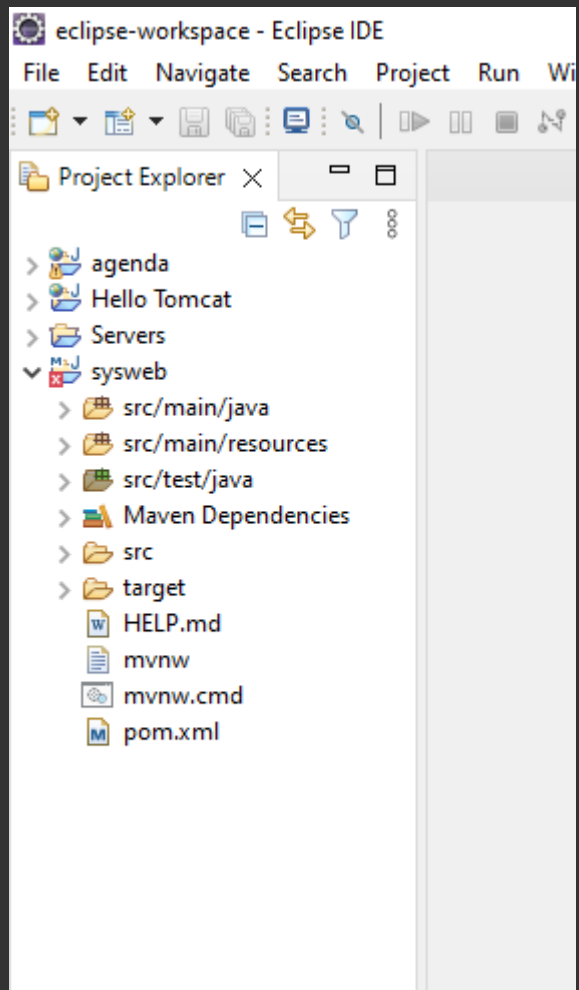 eclipse-workspace - Eclipse IDE
File Edit Navigate Search Project Run Wi
Project Explorer
agenda
Hello Tomcat
Servers
sysweb
src/main/java
src/main/resources
src/test/java
Maven Dependencies
src
target
HELP.md
mvnw
mvnw.cmd
pom.xml